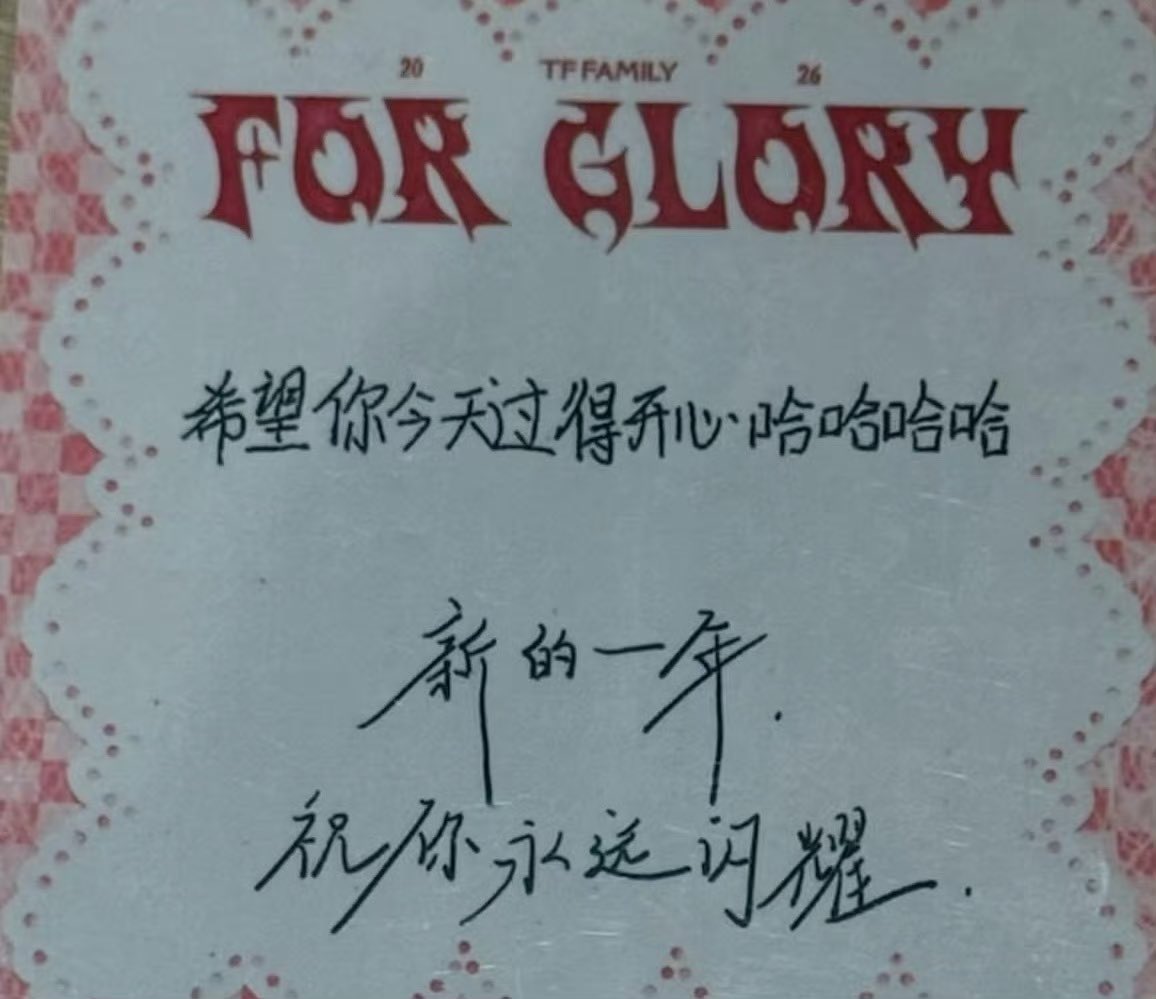 20 TF FAMILY 26
FOR GLORY
希望你今天过得开心·哈哈哈哈
新的一年.
祝你永远闪耀.